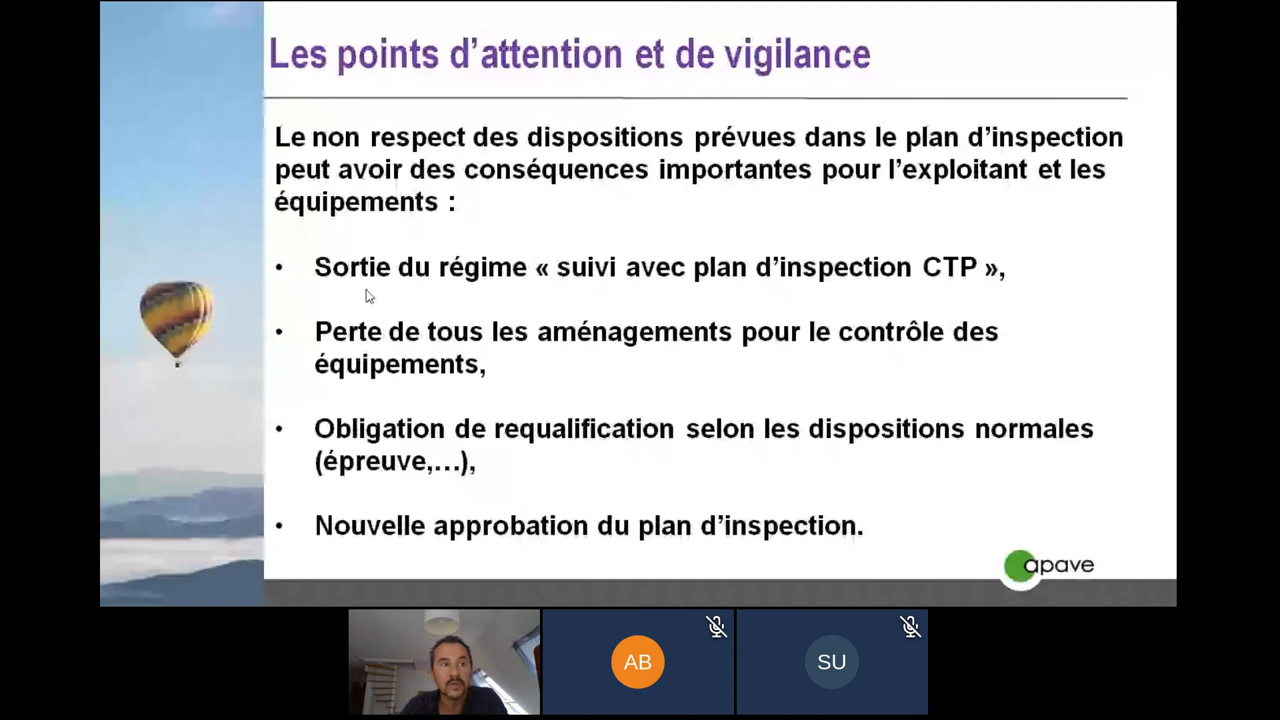 Les points d’attention et de vigilance
Le non respect des dispositions prévues dans le plan d’inspection
peut avoir des conséquences importantes pour l’exploitant et les
équipements :
• Sortie du régime « suivi avec plan d’inspection CTP »,
• Perte de tous les aménagements pour le contrôle des
équipements,
• Obligation de requalification selon les dispositions normales
(épreuve,…),
• Nouvelle approbation du plan d’inspection.
apave
AB
SU